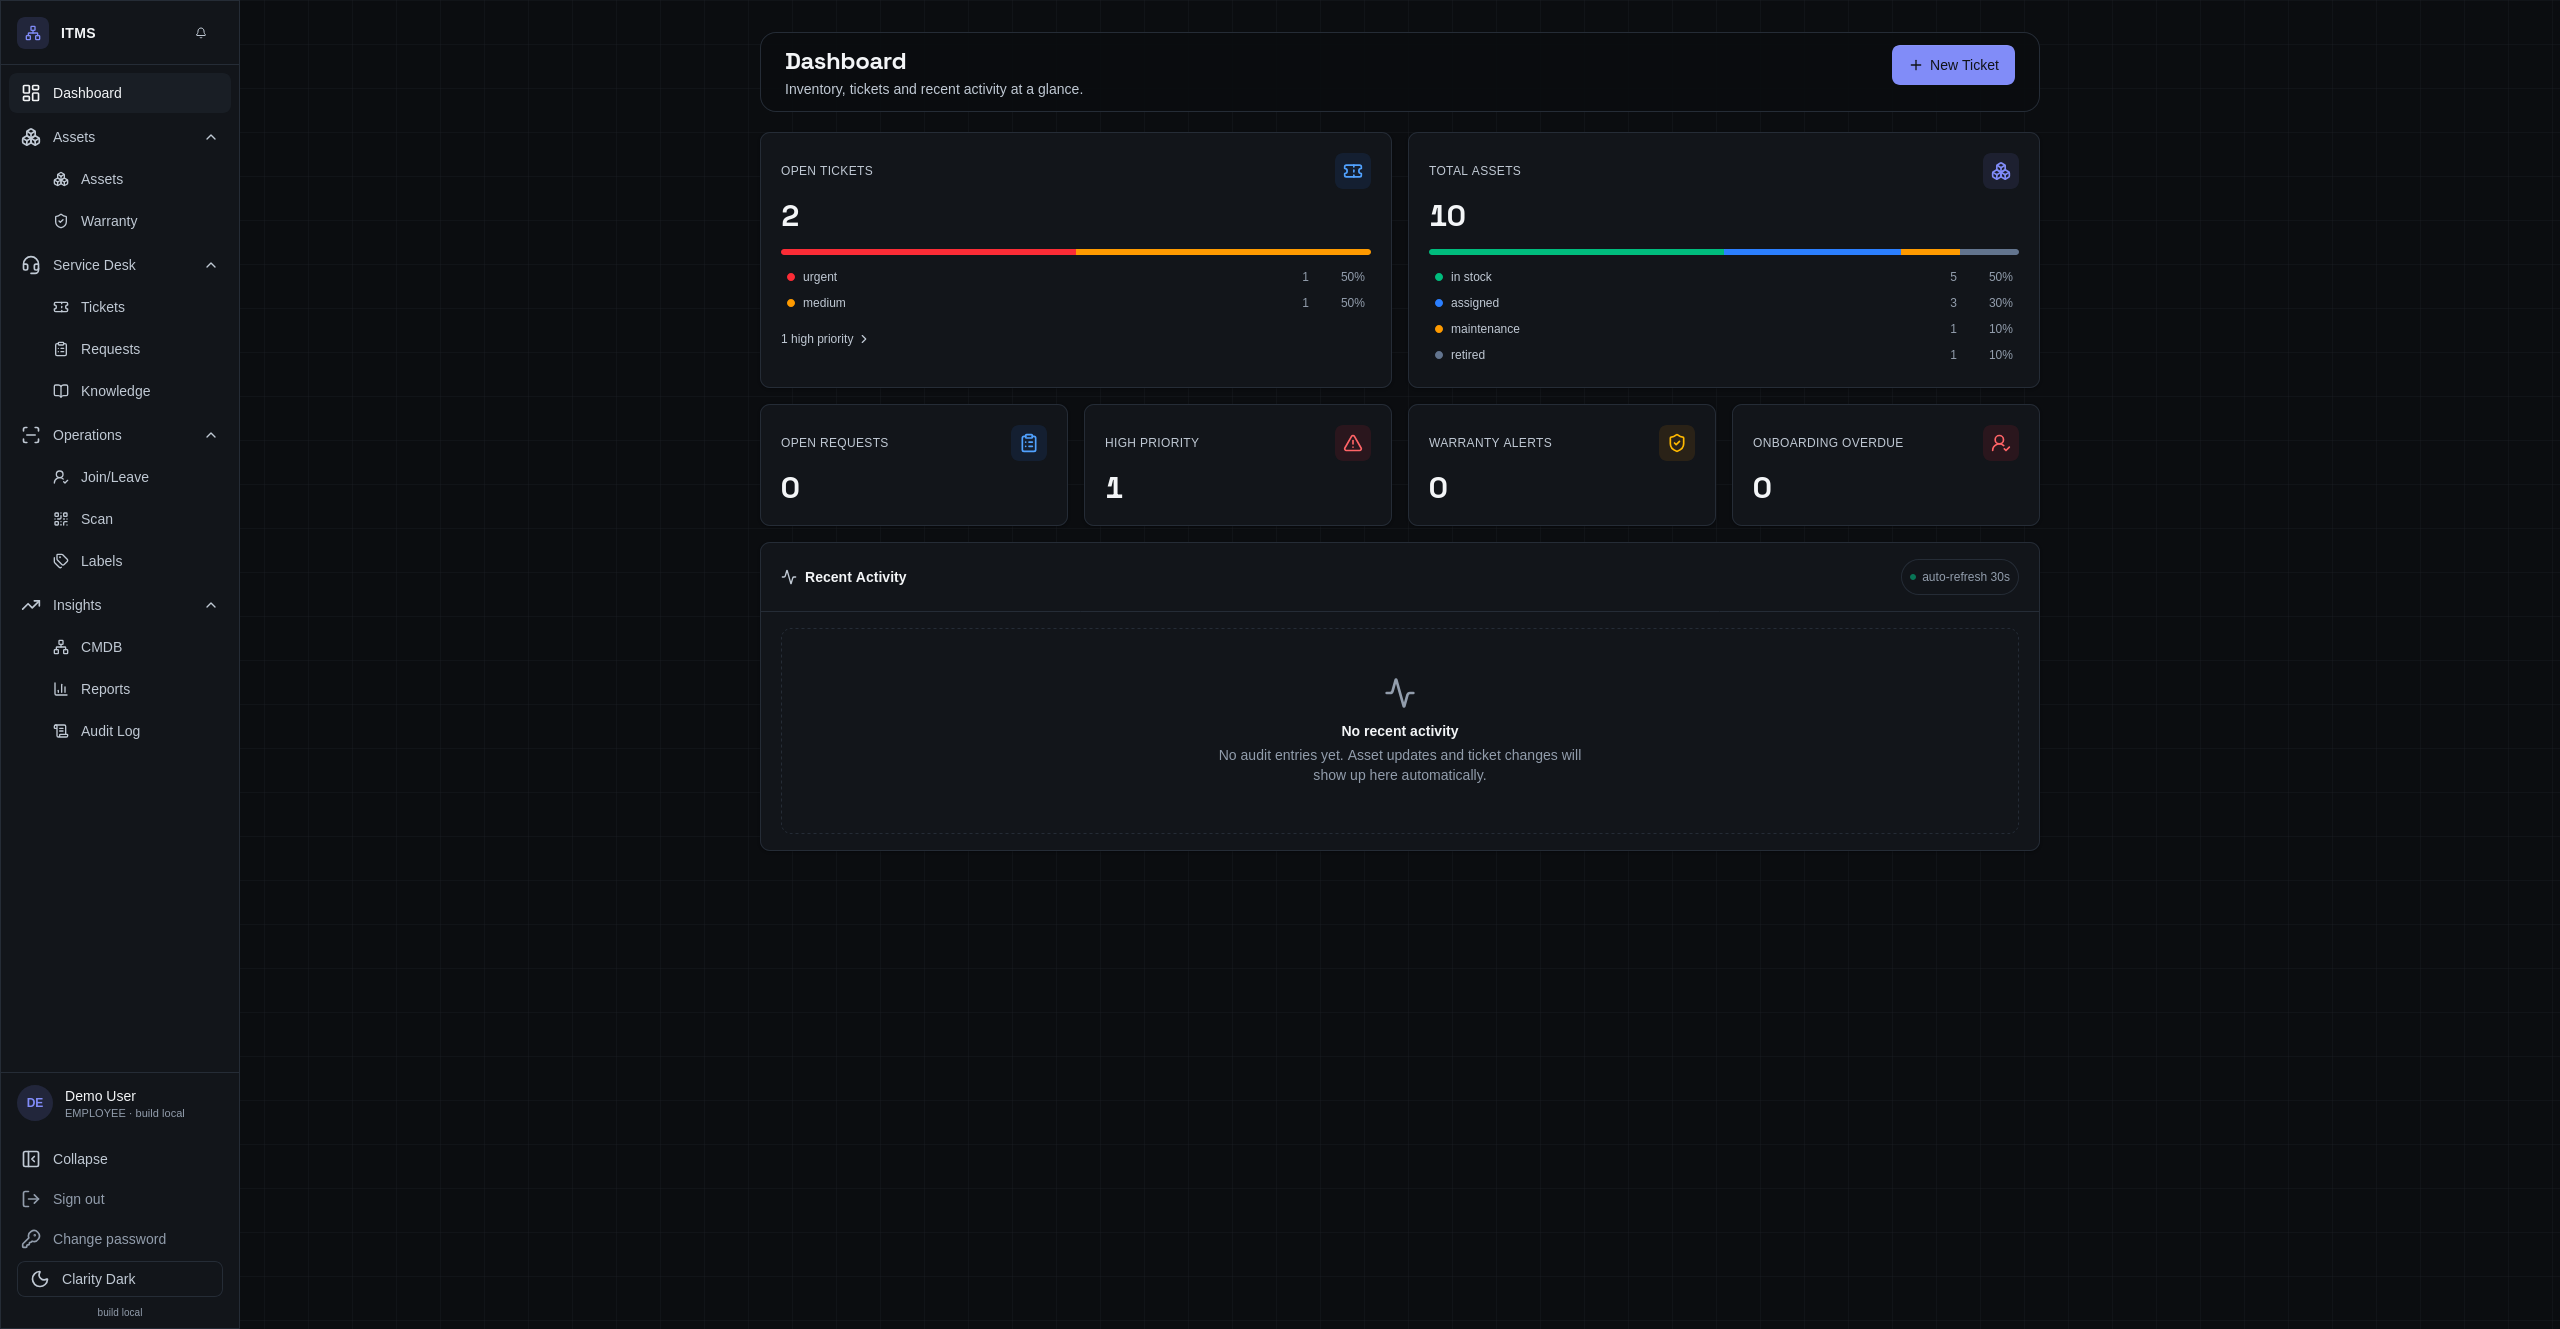 ITMS
Dashboard
Assets
Assets
Warranty
Service Desk
Tickets
Requests
Knowledge
Operations
Join/Leave
Scan
Labels
Insights
CMDB
Reports
Audit Log
DE
Demo User
EMPLOYEE · build local
Collapse
Sign out
Change password
Clarity Dark
build local
Dashboard
Inventory, tickets and recent activity at a glance.
New Ticket
OPEN TICKETS
2
urgent 1 50%
medium 1 50%
1 high priority
TOTAL ASSETS
10
in stock 5 50%
assigned 3 30%
maintenance 1 10%
retired 1 10%
OPEN REQUESTS
0
HIGH PRIORITY
1
WARRANTY ALERTS
0
ONBOARDING OVERDUE
0
Recent Activity
auto-refresh 30s
No recent activity
No audit entries yet. Asset updates and ticket changes will
show up here automatically.